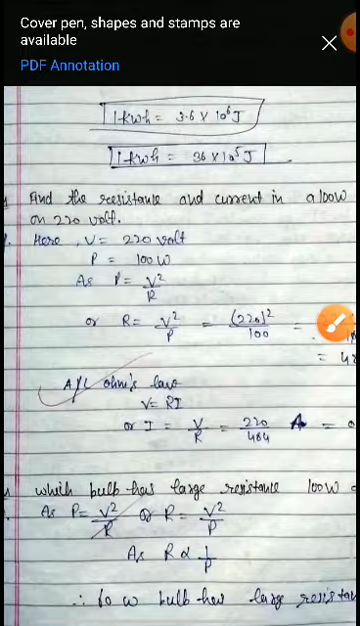 Cover pen, shapes and stamps are
available
PDF Annotation
1 kwh = 3.6 X 10⁶ J
1 kwh = 36 X 10⁵ J
Find the resistance and current in a 100W
on 220 volt.
Here, V = 220 volt
P = 100 W
As P = V²/R
or R = V²/P = (220)²/100 =
= 48
A/c ohm's law
V = RI
or I = V/R = 220/484 A =
which bulb has large resistance 100W
As P = V²/R or R = V²/P
As R ∝ 1/P
∴ 60 W bulb has large resistan